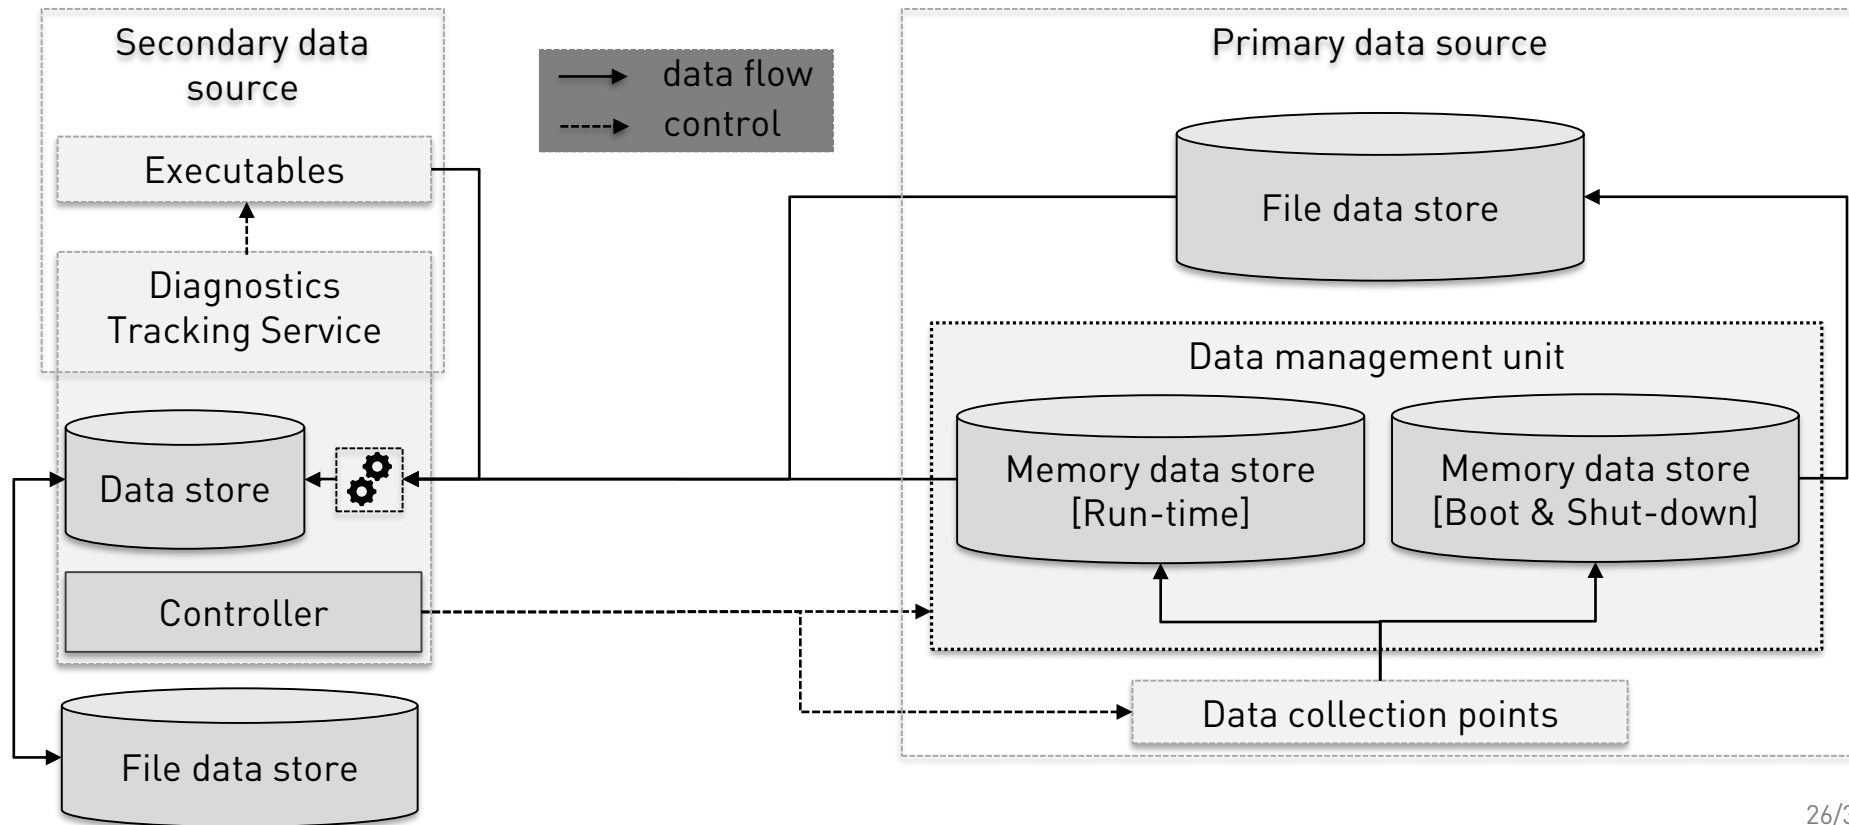 Secondary data
source
data flow
control
Primary data source
Executables
File data store
Diagnostics
Tracking Service
Data management unit
Data store
Memory data store
[Run-time]
Memory data store
[Boot & Shut-down]
Controller
Data collection points
File data store
26/3